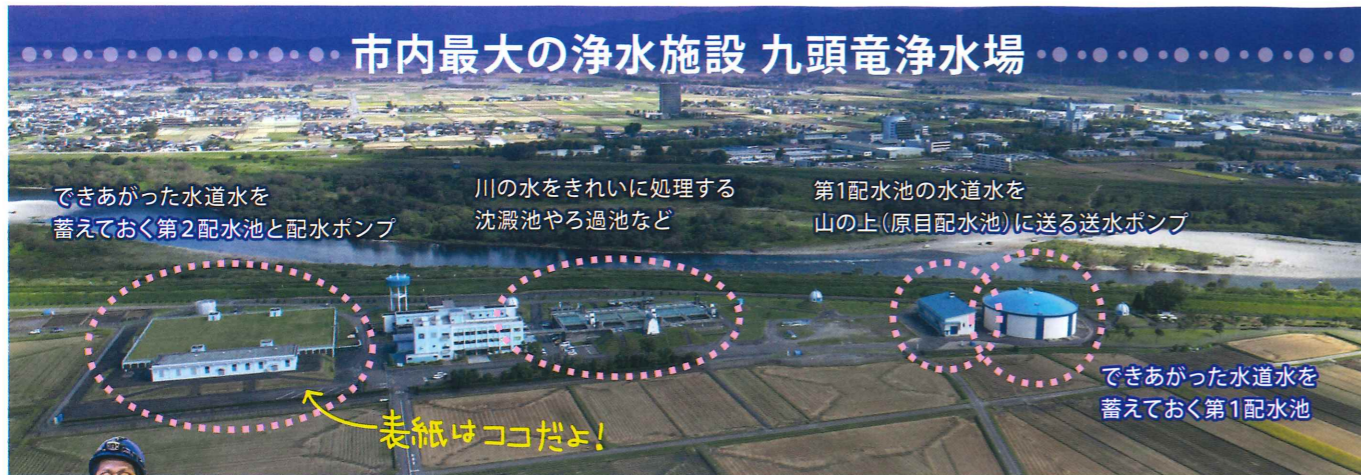 市内最大の浄水施設 九頭竜浄水場
できあがった水道水を
蓄えておく第2配水池と配水ポンプ
川の水をきれいに処理する
沈澱池やろ過池など
第1配水池の水道水を
山の上(原目配水池)に送る送水ポンプ
できあがった水道水を
蓄えておく第1配水池
表紙はココだよ!